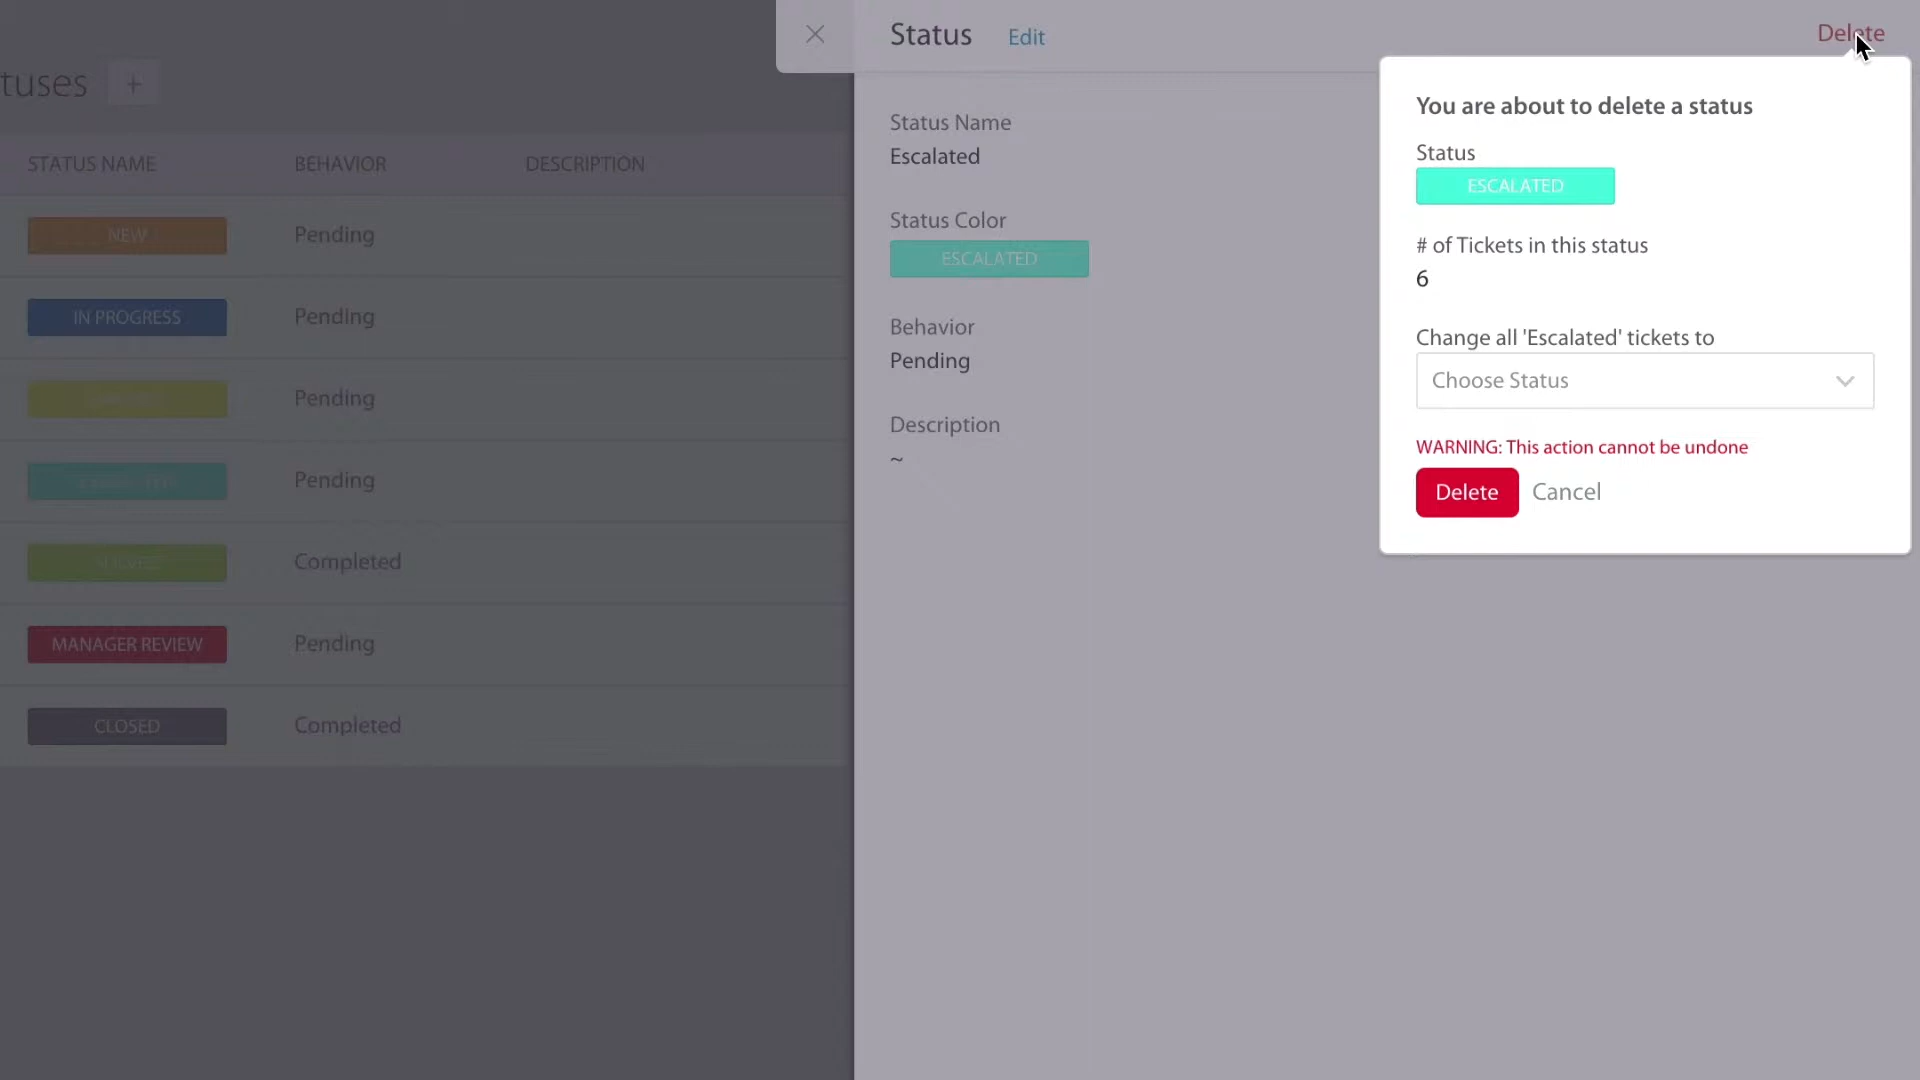 Status Edit Delete
tuses +
STATUS NAME BEHAVIOR DESCRIPTION
NEW Pending
IN PROGRESS Pending
Pending
Pending
Completed
MANAGER REVIEW Pending
CLOSED Completed
Status Name
Escalated
Status Color
ESCALATED
Behavior
Pending
Description
~
You are about to delete a status
Status
ESCALATED
# of Tickets in this status
6
Change all 'Escalated' tickets to
Choose Status
WARNING: This action cannot be undone
Delete Cancel